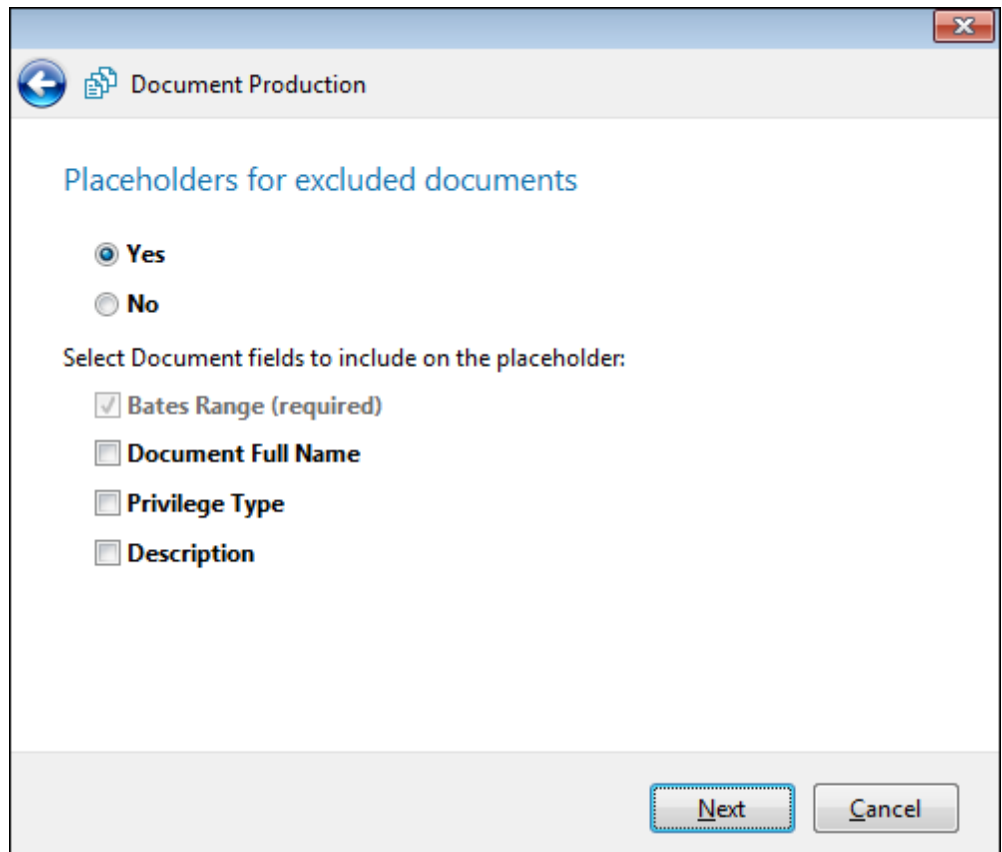 Document Production
Placeholders for excluded documents
Yes
No
Select Document fields to include on the placeholder:
Bates Range (required)
Document Full Name
Privilege Type
Description
Next
Cancel